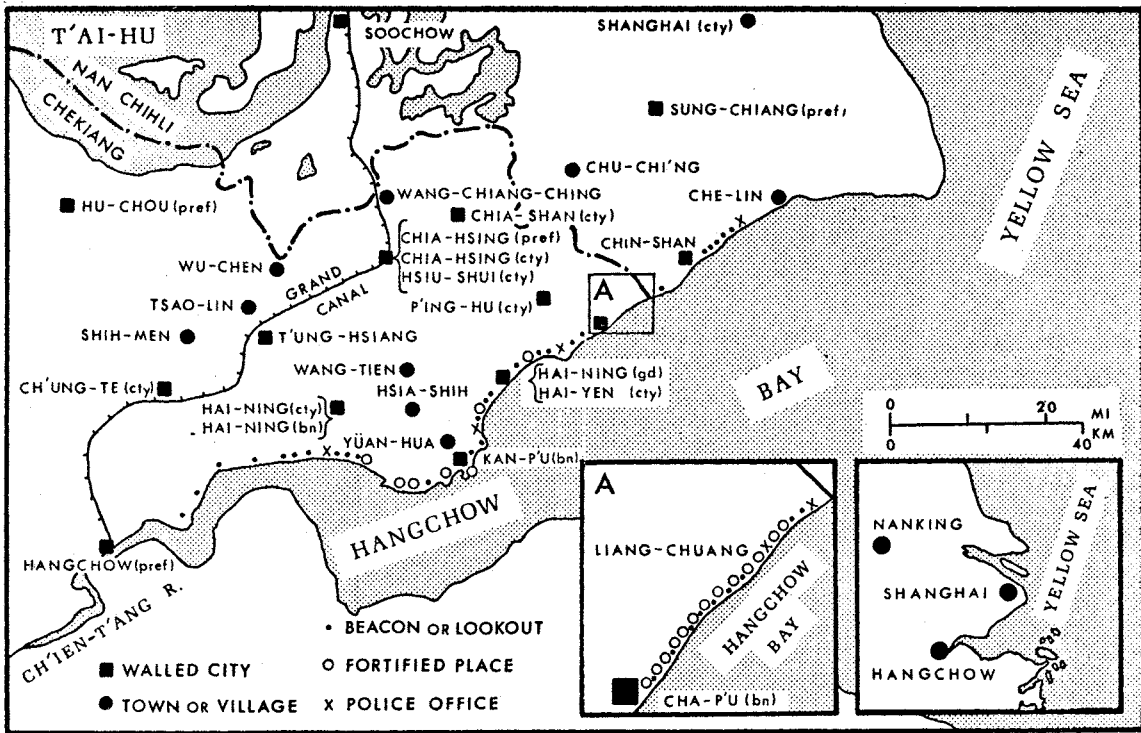 T'AI-HU
SOOCHOW
SHANGHAI (cty)
NAN CHIHLI
CHEKIANG
SUNG-CHIANG (pref)
YELLOW SEA
CHU-CHI'NG
HU-CHOU (pref)
WANG-CHIANG-CHING
CHE-LIN
CHIA-SHAN (cty)
CHIA-HSING (pref)
CHIA-HSING (cty)
HSIU-SHUI (cty)
CHIN-SHAN
WU-CHEN
GRAND
CANAL
A
TSAO-LIN
P'ING-HU (cty)
SHIH-MEN
T'UNG-HSIANG
WANG-TIEN
HAI-NING (gd)
HAI-YEN (cty)
BAY
CH'UNG-TE (cty)
HSIA-SHIH
HAI-NING (cty)
HAI-NING (bn)
0 20 MI
0 40 KM
YÜAN-HUA
KAN-P'U (bn)
HANGCHOW
HANGCHOW (pref)
CH'IEN-T'ANG R.
A
LIANG-CHUANG
HANGCHOW
BAY
CHA-P'U (bn)
NANKING
SHANGHAI
HANGCHOW
YELLOW SEA
BEACON OR LOOKOUT
WALLED CITY
FORTIFIED PLACE
TOWN OR VILLAGE
X POLICE OFFICE